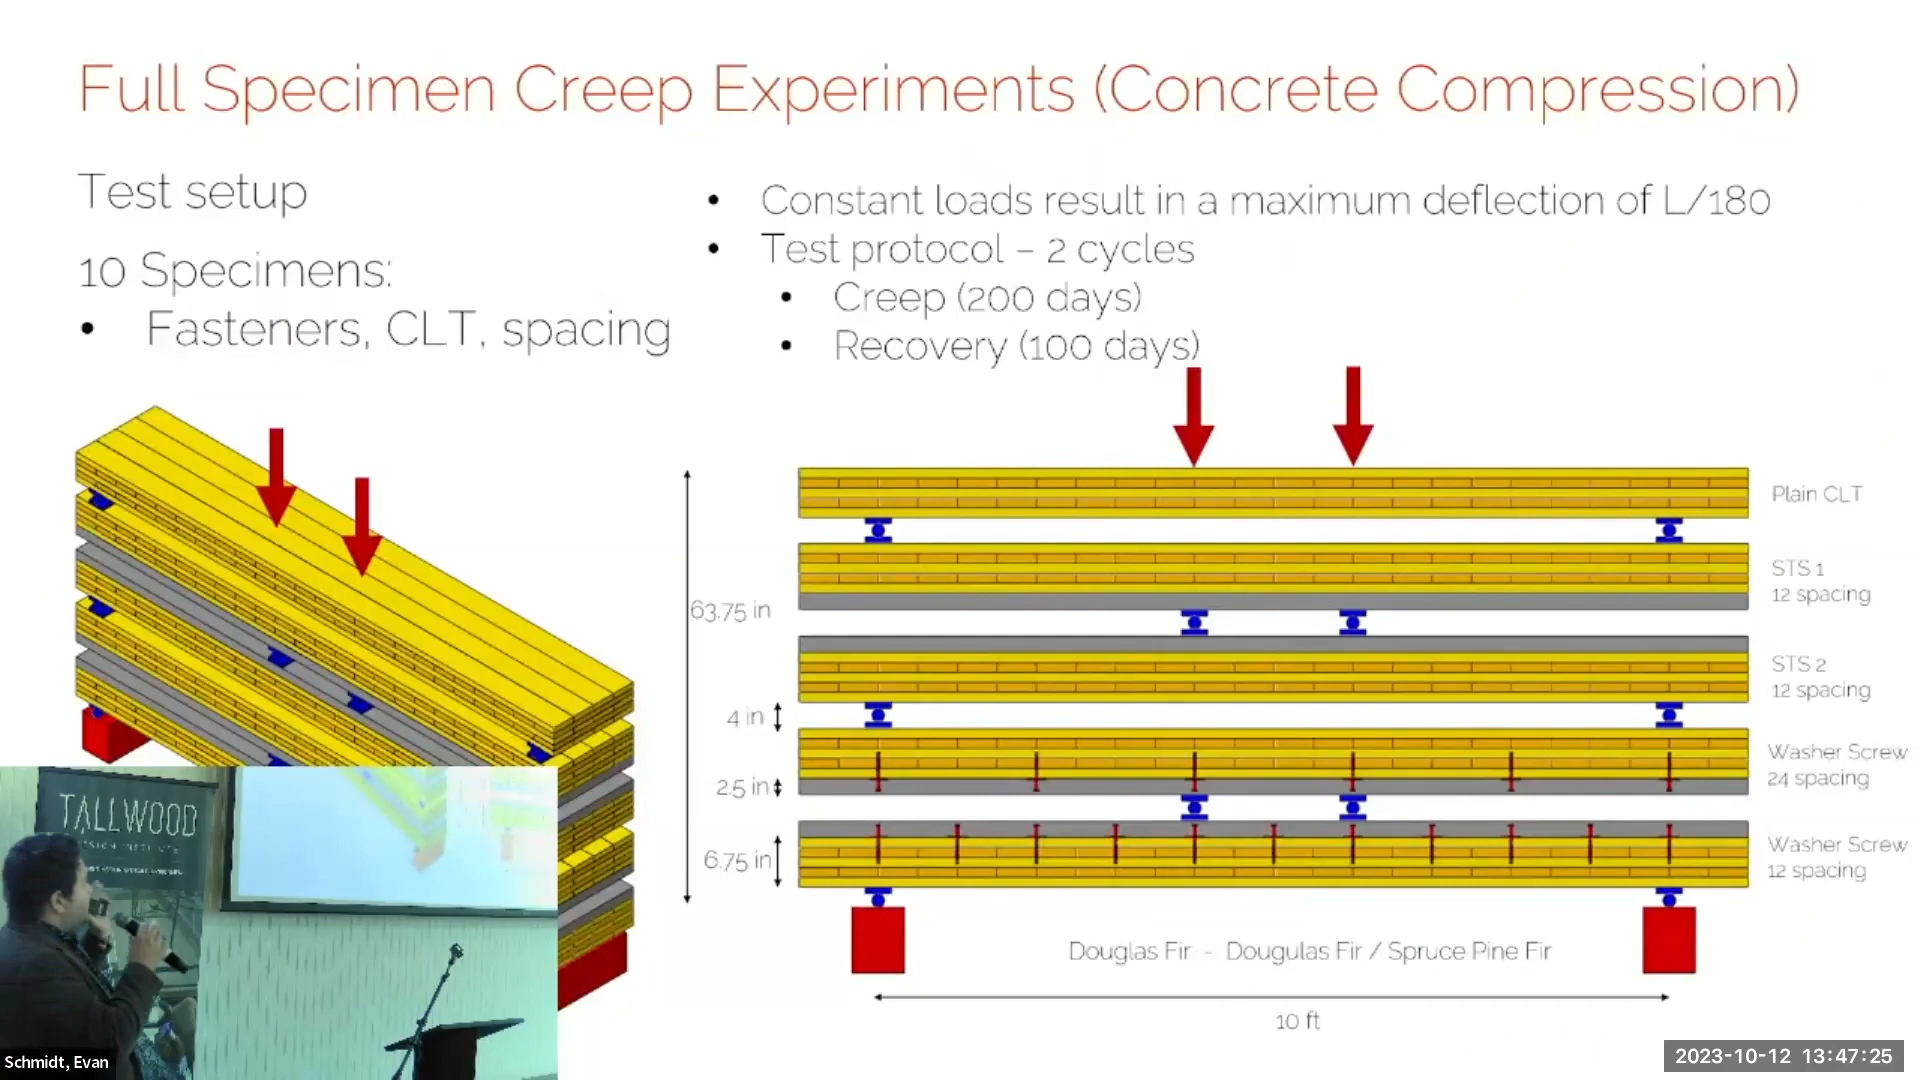 Full Specimen Creep Experiments (Concrete Compression)
Test setup
10 Specimens:
• Fasteners, CLT, spacing
• Constant loads result in a maximum deflection of L/180
• Test protocol – 2 cycles
• Creep (200 days)
• Recovery (100 days)
Plain CLT
STS 1
12 spacing
63.75 in
STS 2
12 spacing
4 in
Washer Screw
24 spacing
2.5 in
Washer Screw
12 spacing
6.75 in
Douglas Fir - Dougulas Fir / Spruce Pine Fir
10 ft
TALLWOOD
DESIGN INSTITUTE
Schmidt, Evan
2023-10-12 13:47:25